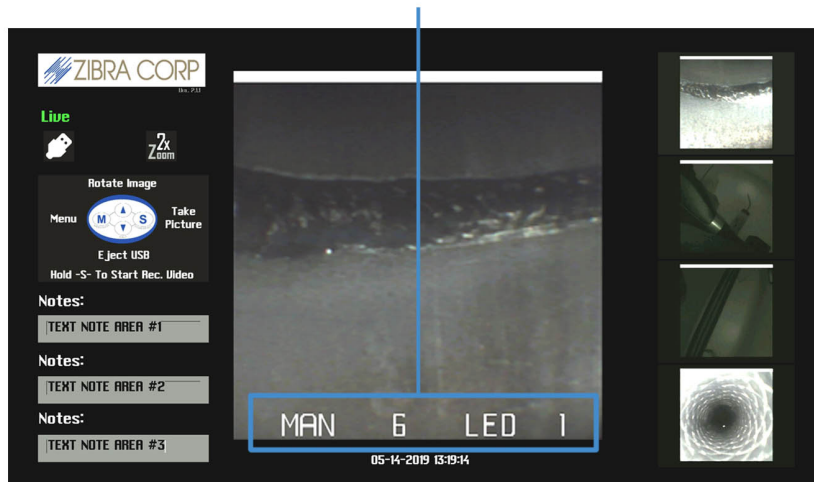 ZIBRA CORP
Live
2x
Zoom
Rotate Image
Menu
M
S
Take
Picture
Eject USB
Hold -S- To Start Rec. Video
Notes:
TEXT NOTE AREA #1
Notes:
TEXT NOTE AREA #2
Notes:
TEXT NOTE AREA #3
MAN 6 LED 1
05-14-2019 13:19:14